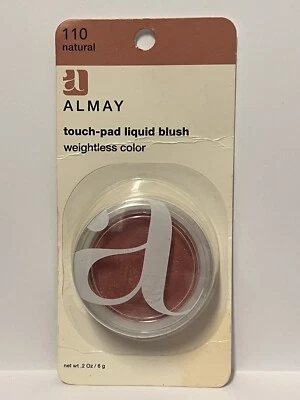 110
natural
a
ALMAY
touch-pad liquid blush
weightless color
a
net wt .2 Oz / 6 g